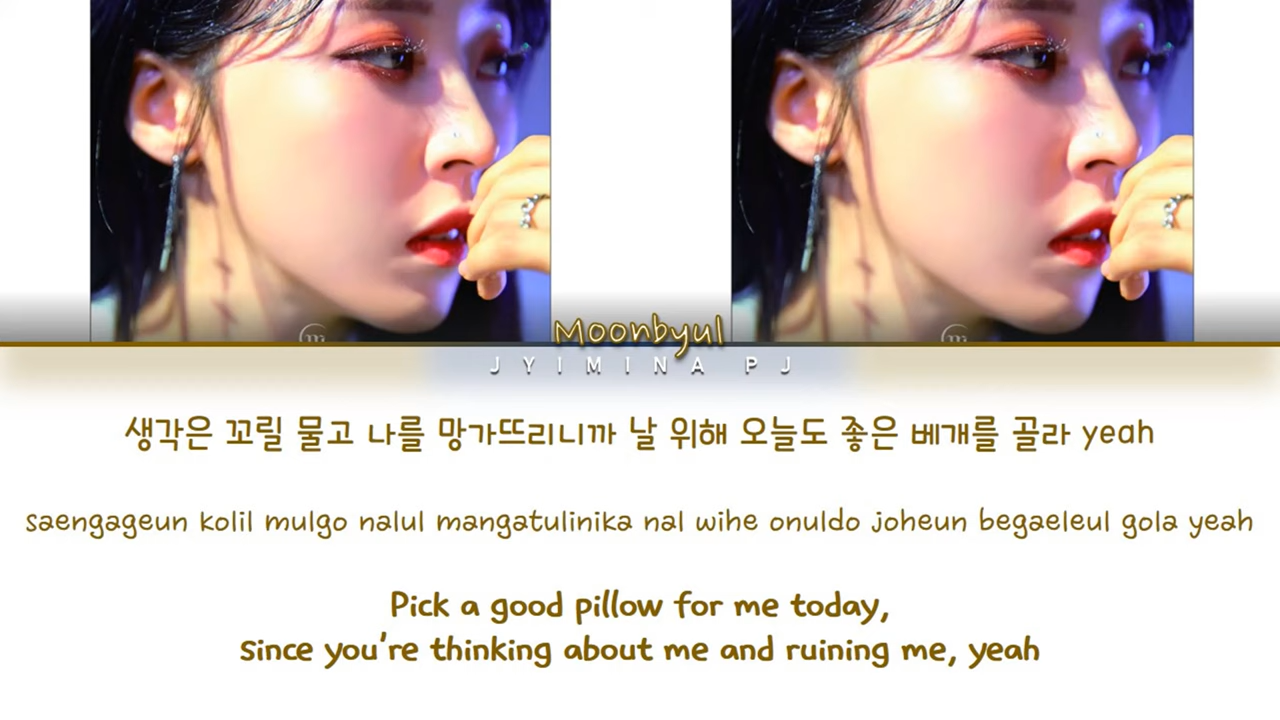 Moonbyul
JYIMINA PJ
생각은 꼬릴 물고 나를 망가뜨리니까 날 위해 오늘도 좋은 베개를 골라 yeah
saengageun kolil mulgo nalul mangatulinika nal wihe onuldo joheun begaeleul gola yeah
Pick a good pillow for me today,
since you're thinking about me and ruining me, yeah